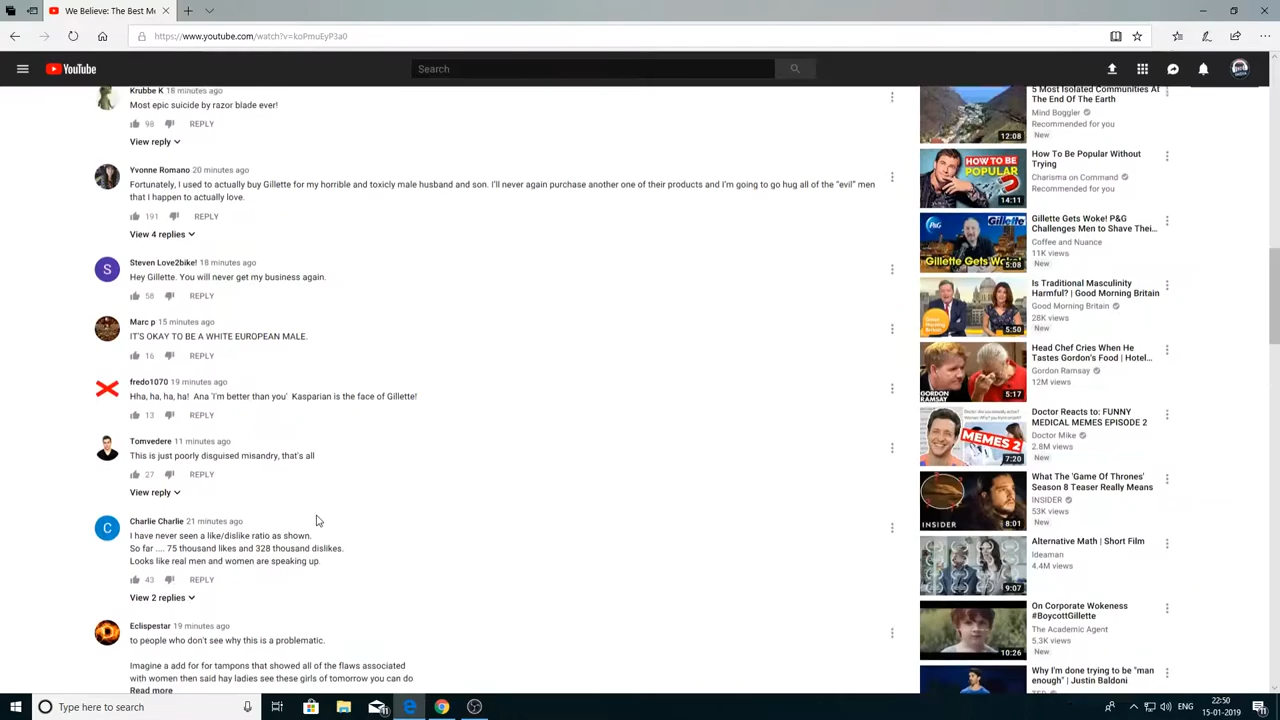 We Believe: The Best M
https://www.youtube.com/watch?v=koPmuEyP3a0
YouTube
Search
Krubbe K 18 minutes ago
Most epic suicide by razor blade ever!
98 REPLY
View reply
Yvonne Romano 20 minutes ago
Fortunately, I used to actually buy Gillette for my horrible and toxicly male husband and son. I'll never again purchase another one of their products and I'm going to go hug all of the "evil" men
that I happen to actually love.
191 REPLY
View 4 replies
S
Steven Love2bike! 18 minutes ago
Hey Gillette. You will never get my business again.
58 REPLY
Marc p 15 minutes ago
IT'S OKAY TO BE A WHITE EUROPEAN MALE.
16 REPLY
fredo1070 19 minutes ago
Hha, ha, ha, ha! Ana 'I'm better than you' Kasparian is the face of Gillette!
13 REPLY
Tomvedere 11 minutes ago
This is just poorly disguised misandry, that's all
27 REPLY
View reply
C
Charlie Charlie 21 minutes ago
I have never seen a like/dislike ratio as shown.
So far .... 75 thousand likes and 328 thousand dislikes.
Looks like real men and women are speaking up.
43 REPLY
View 2 replies
Eclispestar 19 minutes ago
to people who don't see why this is a problematic.
Imagine a add for for tampons that showed all of the flaws associated
with women then said hay ladies see these girls of tomorrow you can do
Read more
5 Most Isolated Communities At
The End Of The Earth
Mind Boggler
Recommended for you
New
12:08
HOW TO BE
POPULAR
14:11
How To Be Popular Without
Trying
Charisma on Command
Recommended for you
P&G
Gillette
Gillette Gets Wok
5:08
Gillette Gets Woke! P&G
Challenges Men to Shave Thei...
Coffee and Nuance
11K views
New
5:50
Is Traditional Masculinity
Harmful? | Good Morning Britain
Good Morning Britain
28K views
New
GORDON
RAMSAY
5:17
Head Chef Cries When He
Tastes Gordon's Food | Hotel...
Gordon Ramsay
12M views
MEMES 2
7:20
Doctor Reacts to: FUNNY
MEDICAL MEMES EPISODE 2
Doctor Mike
2.8M views
New
INSIDER
8:01
What The 'Game Of Thrones'
Season 8 Teaser Really Means
INSIDER
53K views
New
9:07
Alternative Math | Short Film
Ideaman
4.4M views
10:26
On Corporate Wokeness
#BoycottGillette
The Academic Agent
5.3K views
New
Why I'm done trying to be "man
enough" | Justin Baldoni
Type here to search
ENG
22:50
15-01-2019